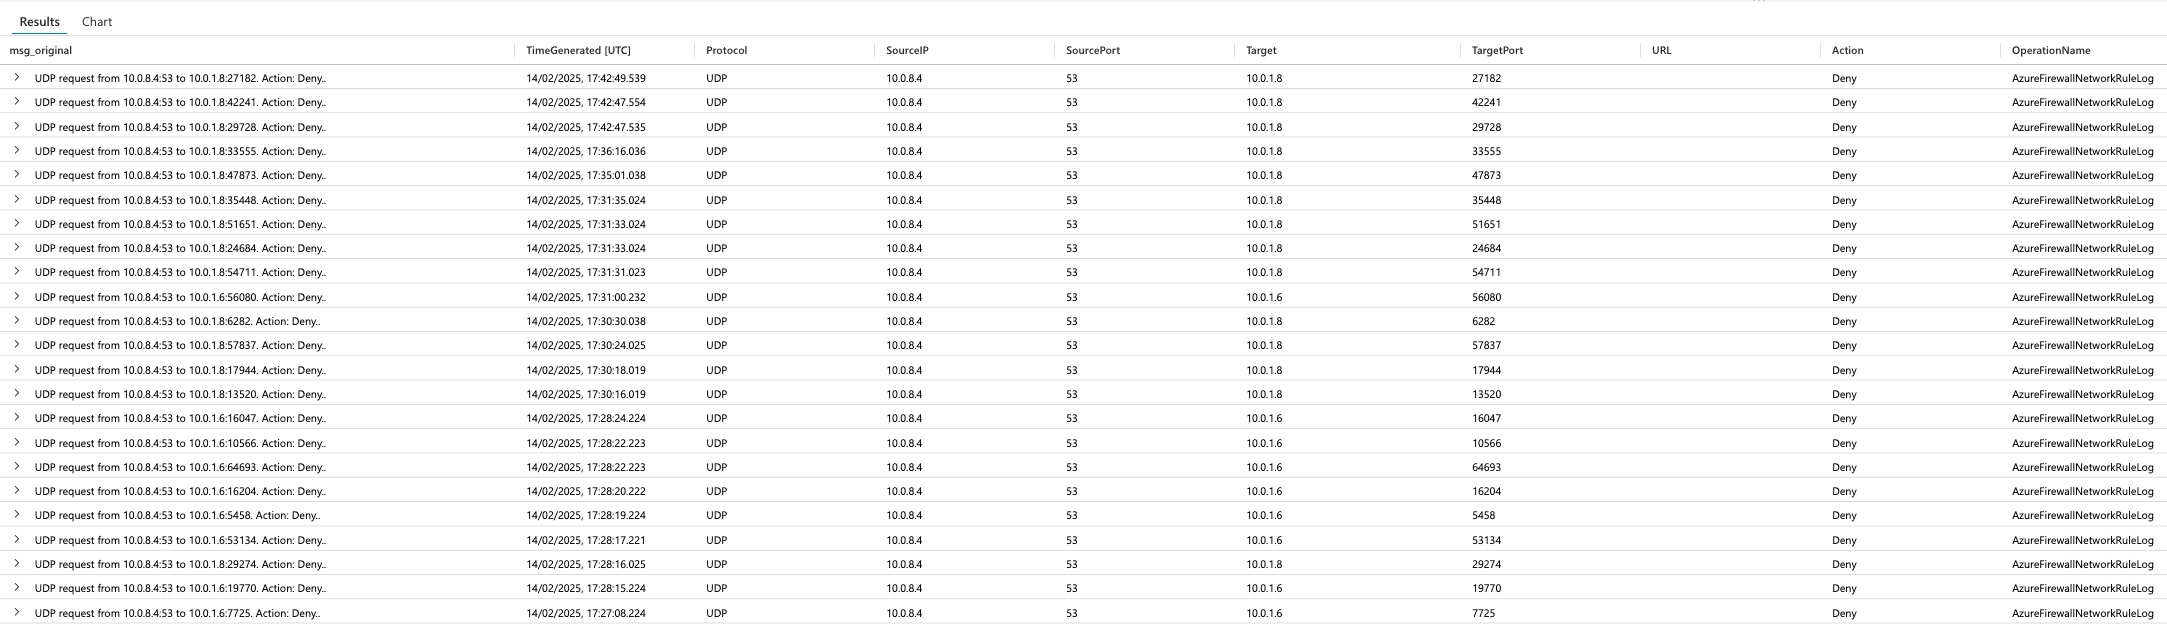 Results Chart
msg_original TimeGenerated [UTC] Protocol SourceIP SourcePort Target TargetPort URL Action OperationName
UDP request from 10.0.8.4:53 to 10.0.1.8:27182. Action: Deny.. 14/02/2025, 17:42:49.539 UDP 10.0.8.4 53 10.0.1.8 27182 Deny AzureFirewallNetworkRuleLog
UDP request from 10.0.8.4:53 to 10.0.1.8:42241. Action: Deny.. 14/02/2025, 17:42:47.554 UDP 10.0.8.4 53 10.0.1.8 42241 Deny AzureFirewallNetworkRuleLog
UDP request from 10.0.8.4:53 to 10.0.1.8:29728. Action: Deny.. 14/02/2025, 17:42:47.535 UDP 10.0.8.4 53 10.0.1.8 29728 Deny AzureFirewallNetworkRuleLog
UDP request from 10.0.8.4:53 to 10.0.1.8:33555. Action: Deny.. 14/02/2025, 17:36:16.036 UDP 10.0.8.4 53 10.0.1.8 33555 Deny AzureFirewallNetworkRuleLog
UDP request from 10.0.8.4:53 to 10.0.1.8:47873. Action: Deny.. 14/02/2025, 17:35:01.038 UDP 10.0.8.4 53 10.0.1.8 47873 Deny AzureFirewallNetworkRuleLog
UDP request from 10.0.8.4:53 to 10.0.1.8:35448. Action: Deny.. 14/02/2025, 17:31:35.024 UDP 10.0.8.4 53 10.0.1.8 35448 Deny AzureFirewallNetworkRuleLog
UDP request from 10.0.8.4:53 to 10.0.1.8:51651. Action: Deny.. 14/02/2025, 17:31:33.024 UDP 10.0.8.4 53 10.0.1.8 51651 Deny AzureFirewallNetworkRuleLog
UDP request from 10.0.8.4:53 to 10.0.1.8:24684. Action: Deny.. 14/02/2025, 17:31:33.024 UDP 10.0.8.4 53 10.0.1.8 24684 Deny AzureFirewallNetworkRuleLog
UDP request from 10.0.8.4:53 to 10.0.1.8:54711. Action: Deny.. 14/02/2025, 17:31:31.023 UDP 10.0.8.4 53 10.0.1.8 54711 Deny AzureFirewallNetworkRuleLog
UDP request from 10.0.8.4:53 to 10.0.1.6:56080. Action: Deny.. 14/02/2025, 17:31:00.232 UDP 10.0.8.4 53 10.0.1.6 56080 Deny AzureFirewallNetworkRuleLog
UDP request from 10.0.8.4:53 to 10.0.1.8:6282. Action: Deny.. 14/02/2025, 17:30:30.038 UDP 10.0.8.4 53 10.0.1.8 6282 Deny AzureFirewallNetworkRuleLog
UDP request from 10.0.8.4:53 to 10.0.1.8:57837. Action: Deny.. 14/02/2025, 17:30:24.025 UDP 10.0.8.4 53 10.0.1.8 57837 Deny AzureFirewallNetworkRuleLog
UDP request from 10.0.8.4:53 to 10.0.1.8:17944. Action: Deny.. 14/02/2025, 17:30:18.019 UDP 10.0.8.4 53 10.0.1.8 17944 Deny AzureFirewallNetworkRuleLog
UDP request from 10.0.8.4:53 to 10.0.1.8:13520. Action: Deny.. 14/02/2025, 17:30:16.019 UDP 10.0.8.4 53 10.0.1.8 13520 Deny AzureFirewallNetworkRuleLog
UDP request from 10.0.8.4:53 to 10.0.1.6:16047. Action: Deny.. 14/02/2025, 17:28:24.224 UDP 10.0.8.4 53 10.0.1.6 16047 Deny AzureFirewallNetworkRuleLog
UDP request from 10.0.8.4:53 to 10.0.1.6:10566. Action: Deny.. 14/02/2025, 17:28:22.223 UDP 10.0.8.4 53 10.0.1.6 10566 Deny AzureFirewallNetworkRuleLog
UDP request from 10.0.8.4:53 to 10.0.1.6:64693. Action: Deny.. 14/02/2025, 17:28:22.223 UDP 10.0.8.4 53 10.0.1.6 64693 Deny AzureFirewallNetworkRuleLog
UDP request from 10.0.8.4:53 to 10.0.1.6:16204. Action: Deny.. 14/02/2025, 17:28:20.222 UDP 10.0.8.4 53 10.0.1.6 16204 Deny AzureFirewallNetworkRuleLog
UDP request from 10.0.8.4:53 to 10.0.1.6:5458. Action: Deny.. 14/02/2025, 17:28:19.224 UDP 10.0.8.4 53 10.0.1.6 5458 Deny AzureFirewallNetworkRuleLog
UDP request from 10.0.8.4:53 to 10.0.1.6:53134. Action: Deny.. 14/02/2025, 17:28:17.221 UDP 10.0.8.4 53 10.0.1.6 53134 Deny AzureFirewallNetworkRuleLog
UDP request from 10.0.8.4:53 to 10.0.1.8:29274. Action: Deny.. 14/02/2025, 17:28:16.025 UDP 10.0.8.4 53 10.0.1.8 29274 Deny AzureFirewallNetworkRuleLog
UDP request from 10.0.8.4:53 to 10.0.1.6:19770. Action: Deny.. 14/02/2025, 17:28:15.224 UDP 10.0.8.4 53 10.0.1.6 19770 Deny AzureFirewallNetworkRuleLog
UDP request from 10.0.8.4:53 to 10.0.1.6:7725. Action: Deny.. 14/02/2025, 17:27:08.224 UDP 10.0.8.4 53 10.0.1.6 7725 Deny AzureFirewallNetworkRuleLog